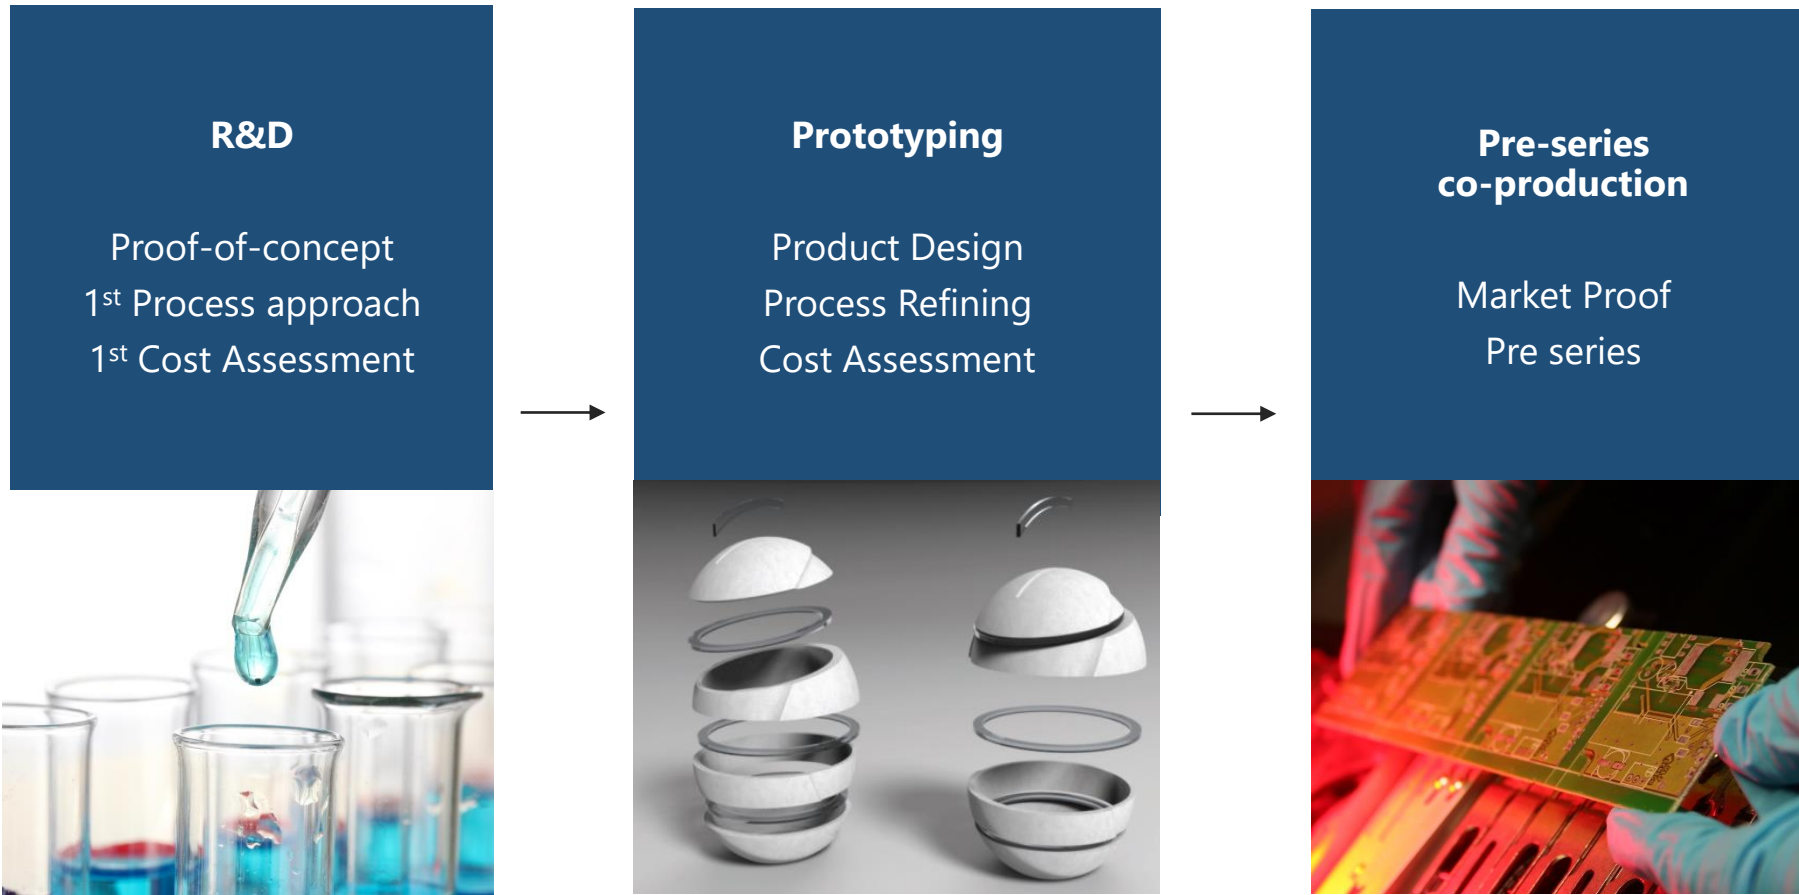 R&D
Proof-of-concept
1st Process approach
1st Cost Assessment
Prototyping
Product Design
Process Refining
Cost Assessment
Pre-series
co-production
Market Proof
Pre series